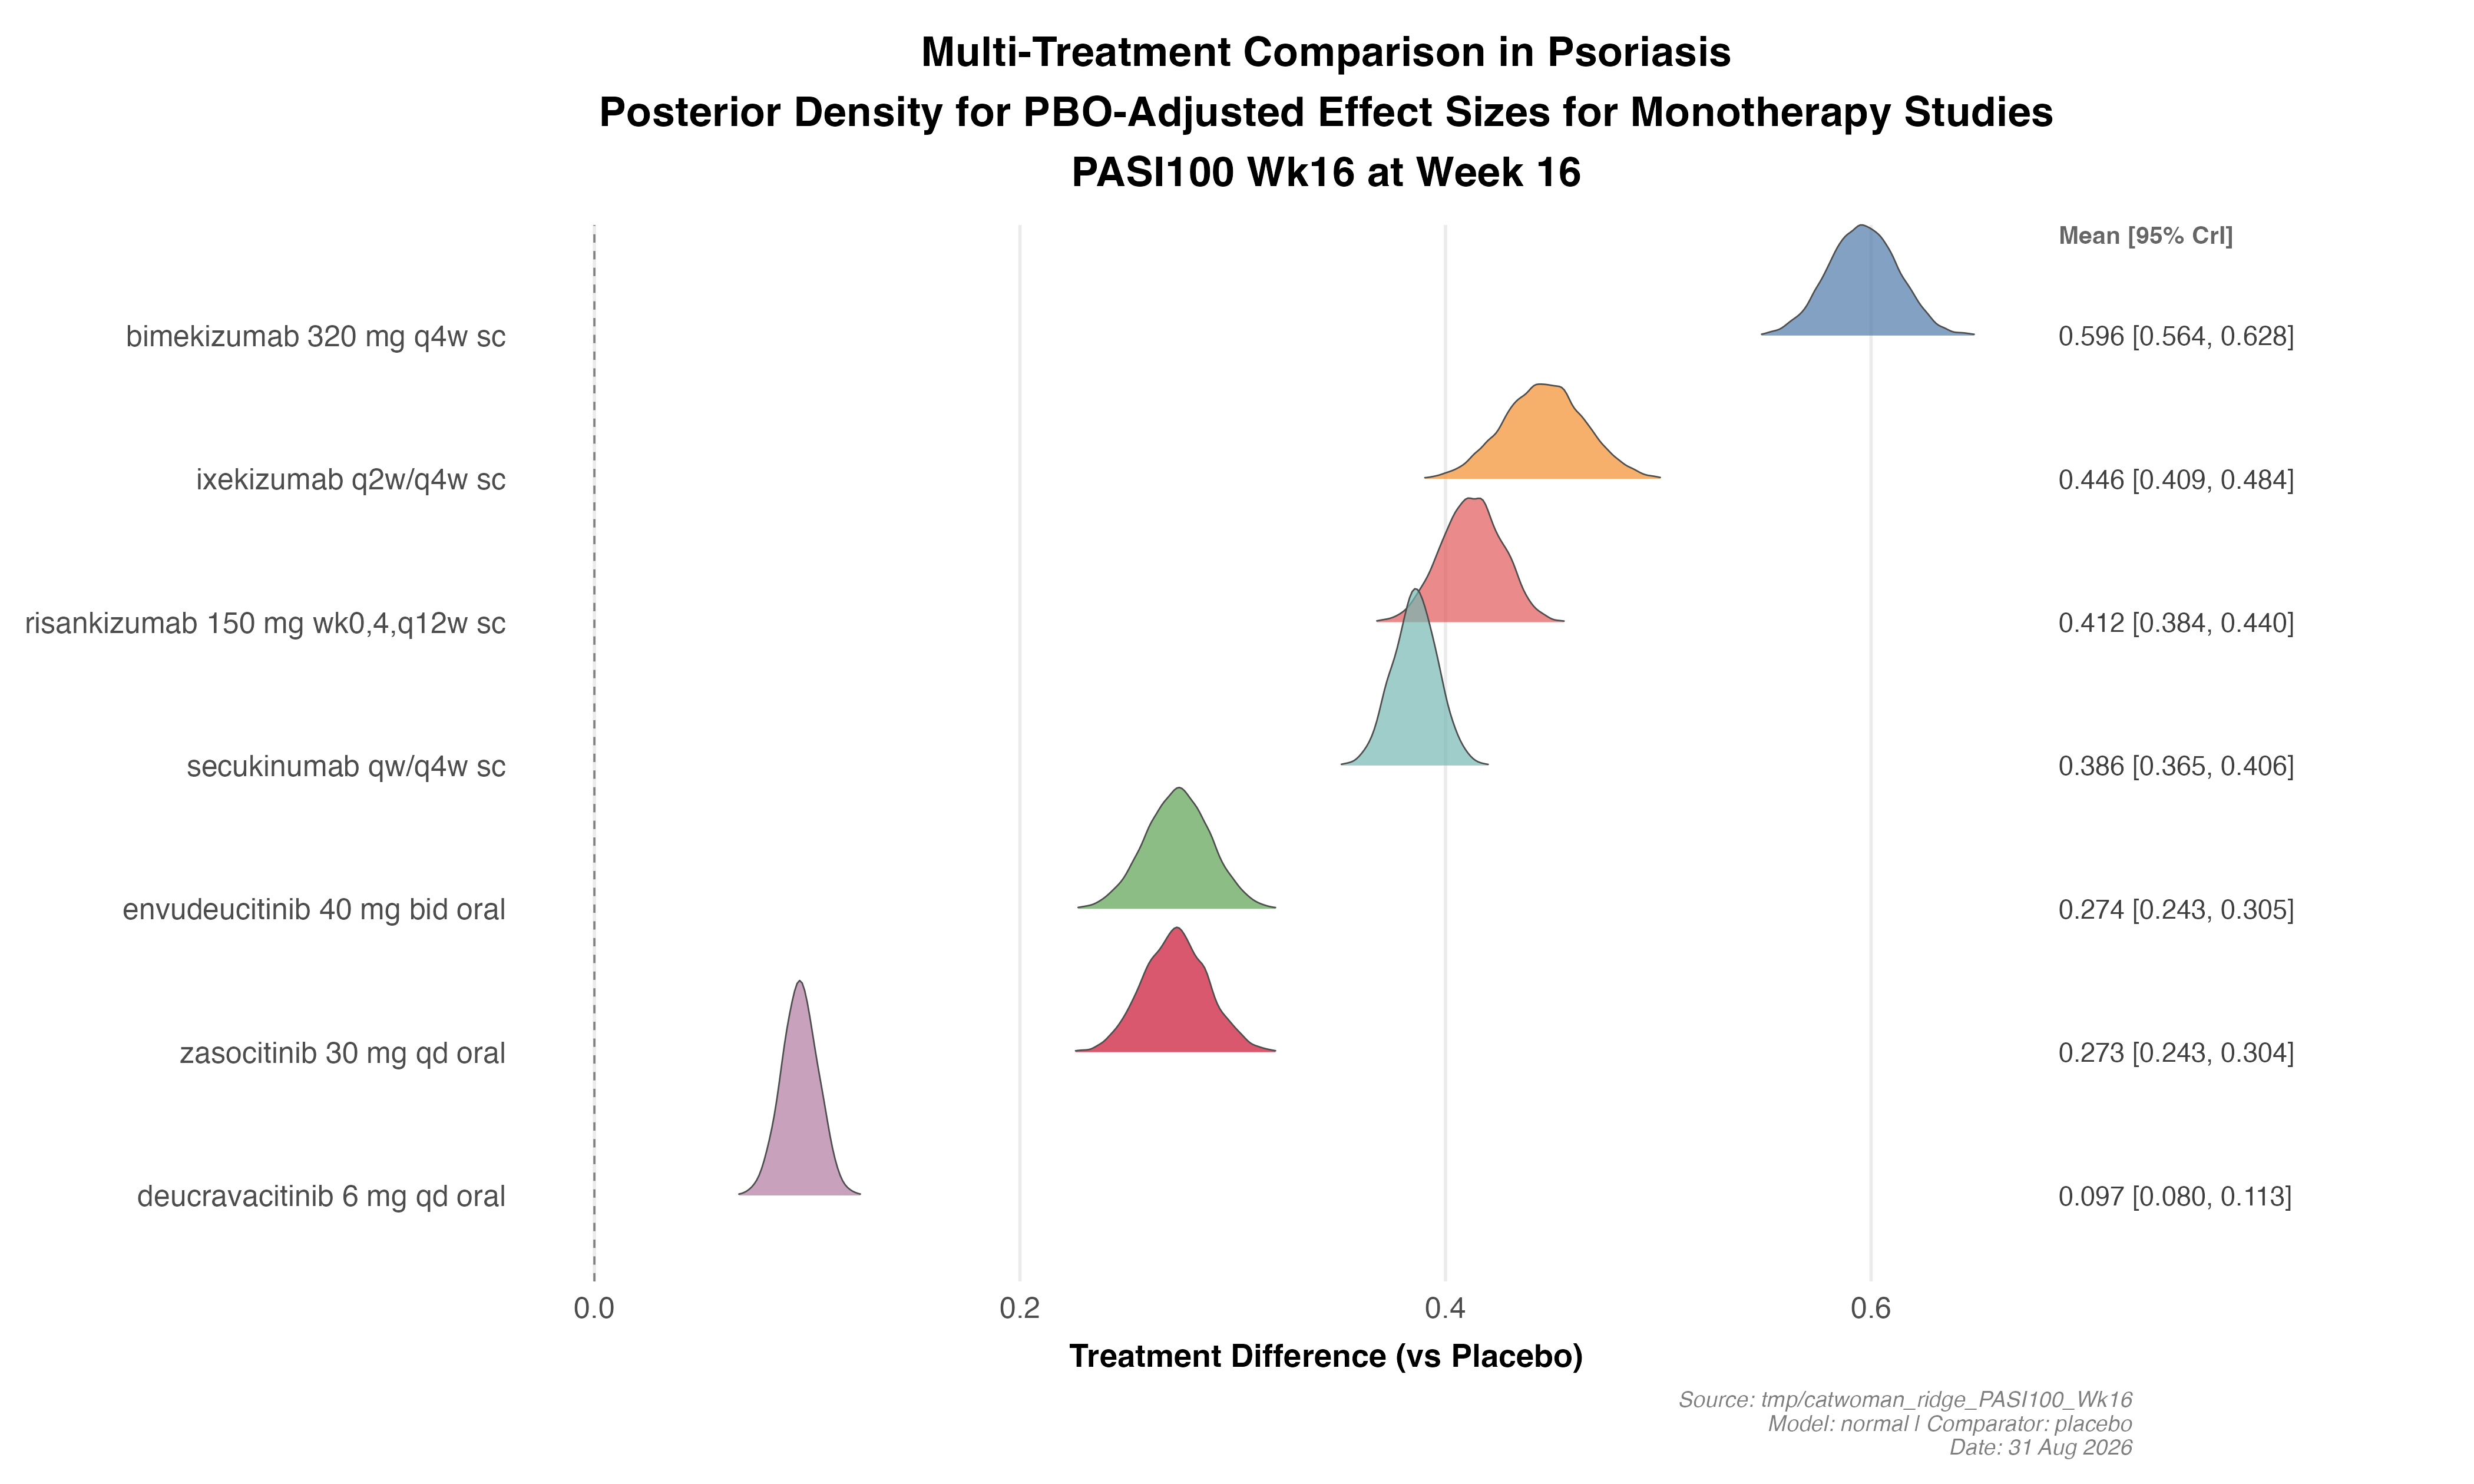 Multi-Treatment Comparison in Psoriasis
Posterior Density for PBO-Adjusted Effect Sizes for Monotherapy Studies
PASI100 Wk16 at Week 16
Mean [95% CrI]
bimekizumab 320 mg q4w sc 0.596 [0.564, 0.628]
ixekizumab q2w/q4w sc 0.446 [0.409, 0.484]
risankizumab 150 mg wk0,4,q12w sc 0.412 [0.384, 0.440]
secukinumab qw/q4w sc 0.386 [0.365, 0.406]
envudeucitinib 40 mg bid oral 0.274 [0.243, 0.305]
zasocitinib 30 mg qd oral 0.273 [0.243, 0.304]
deucravacitinib 6 mg qd oral 0.097 [0.080, 0.113]
0.0 0.2 0.4 0.6
Treatment Difference (vs Placebo)
Source: tmp/catwoman_ridge_PASI100_Wk16
Model: normal | Comparator: placebo
Date: 31 Aug 2026